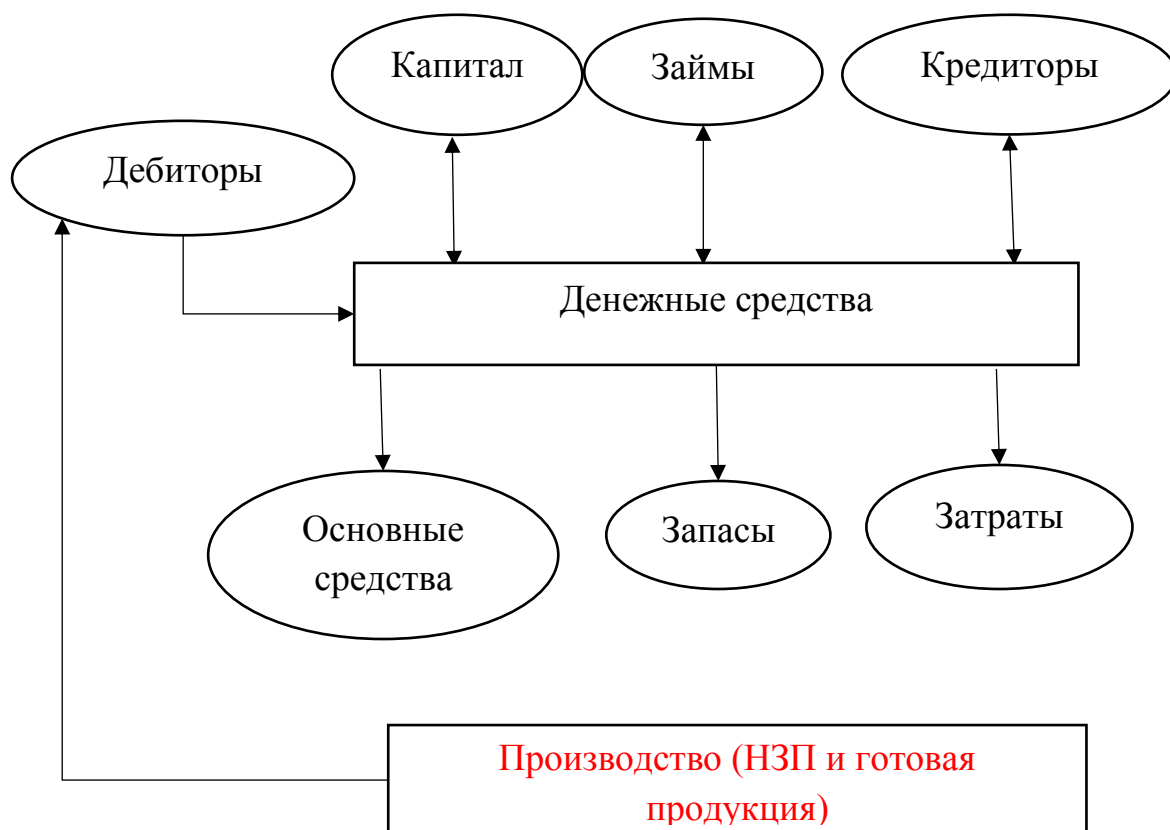 Капитал
Займы
Кредиторы
Дебиторы
Денежные средства
Основные
средства
Запасы
Затраты
Производство (НЗП и готовая
продукция)